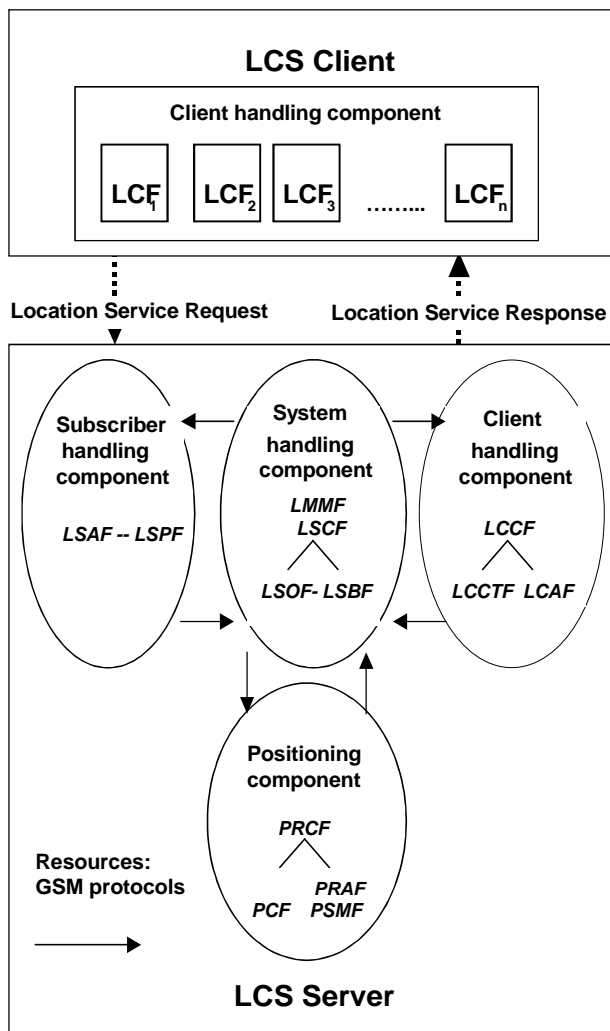 LCS Client
Client handling component
LCF1 LCF2 LCF3 ……... LCFn
Location Service Request
Location Service Response
Subscriber
handling
component
LSAF -- LSPF
System
handling
component
LMMF
LSCF
LSOF- LSBF
Client
handling
component
LCCF
LCCTF LCAF
Positioning
component
PRCF
PRAF
PCF PSMF
Resources:
GSM protocols
LCS Server